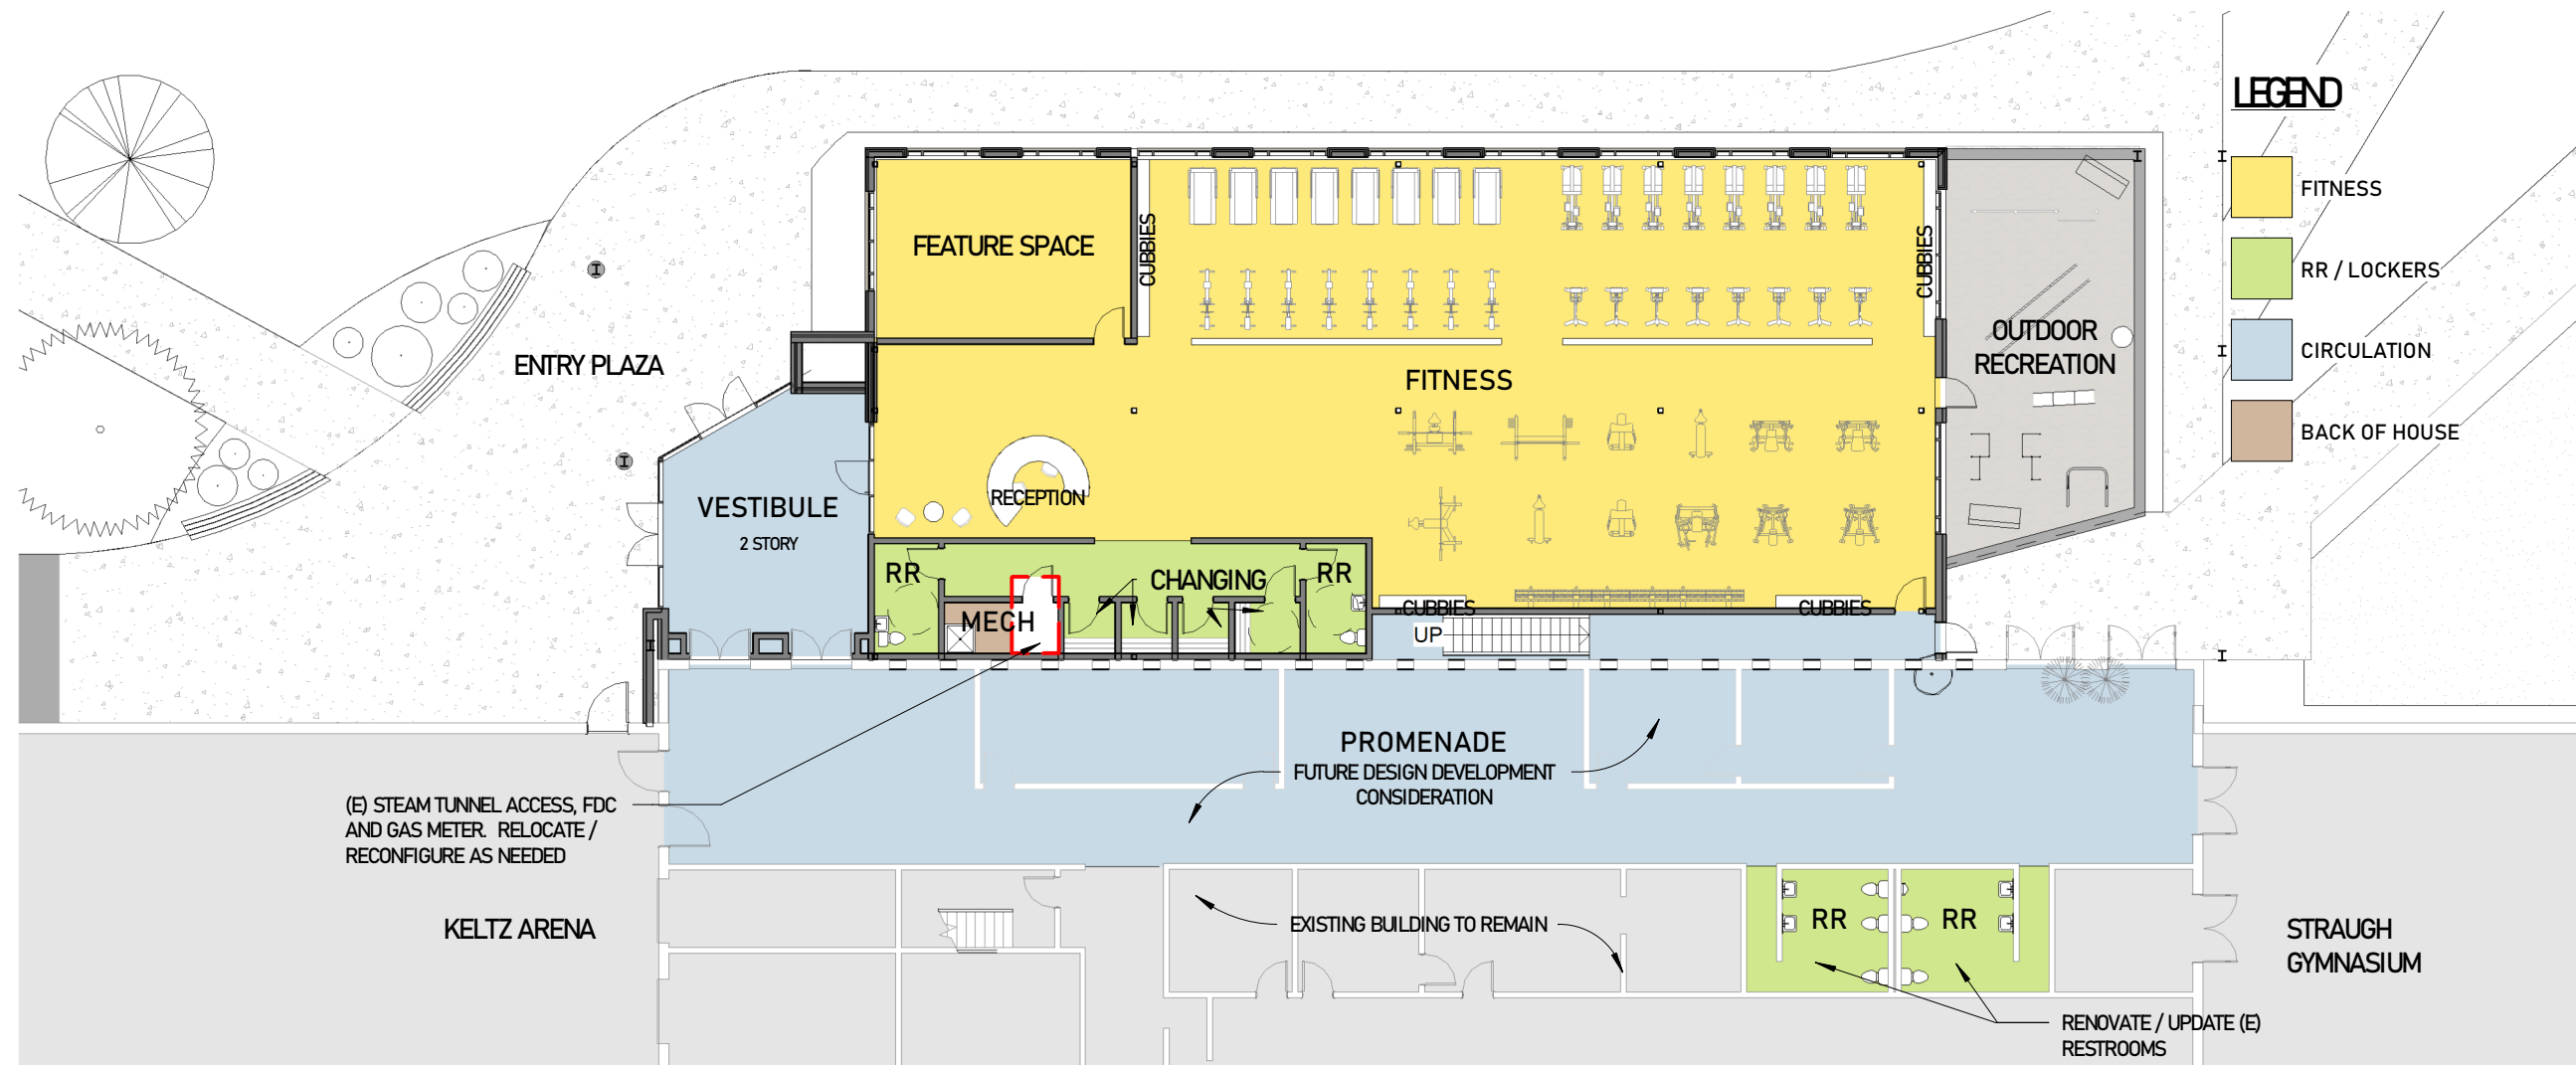 LEGEND
FITNESS
RR / LOCKERS
CIRCULATION
BACK OF HOUSE
FEATURE SPACE
CUBBIES
CUBBIES
OUTDOOR
RECREATION
ENTRY PLAZA
FITNESS
RECEPTION
VESTIBULE
2 STORY
RR
CHANGING
RR
MECH
CUBBIES
CUBBIES
UP
PROMENADE
FUTURE DESIGN DEVELOPMENT
CONSIDERATION
(E) STEAM TUNNEL ACCESS, FDC
AND GAS METER. RELOCATE /
RECONFIGURE AS NEEDED
KELTZ ARENA
EXISTING BUILDING TO REMAIN
RR
RR
STRAUGH
GYMNASIUM
RENOVATE / UPDATE (E)
RESTROOMS